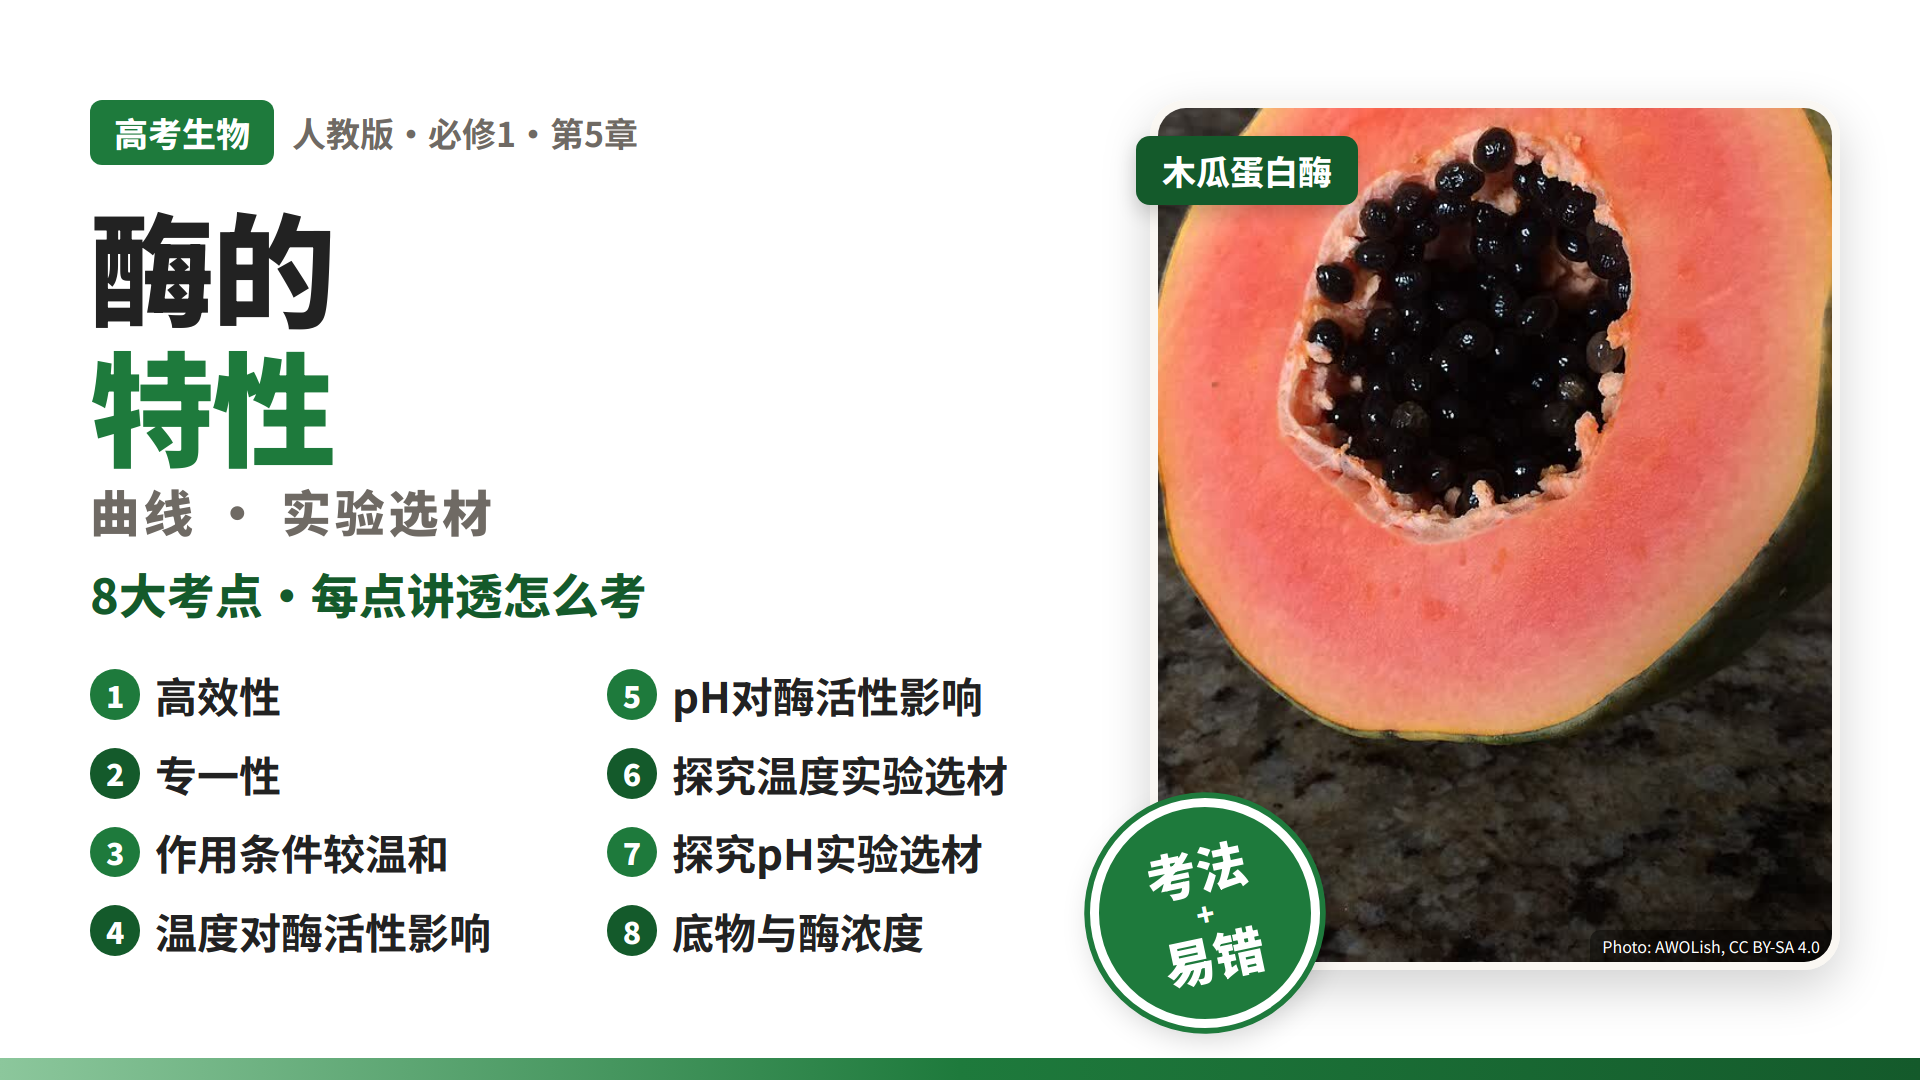 高考生物
人教版·必修1·第5章
酶的
特性
曲线 · 实验选材
8大考点·每点讲透怎么考
1 高效性
2 专一性
3 作用条件较温和
4 温度对酶活性影响
5 pH对酶活性影响
6 探究温度实验选材
7 探究pH实验选材
8 底物与酶浓度
木瓜蛋白酶
考法
+
易错
Photo: AWOLish, CC BY-SA 4.0